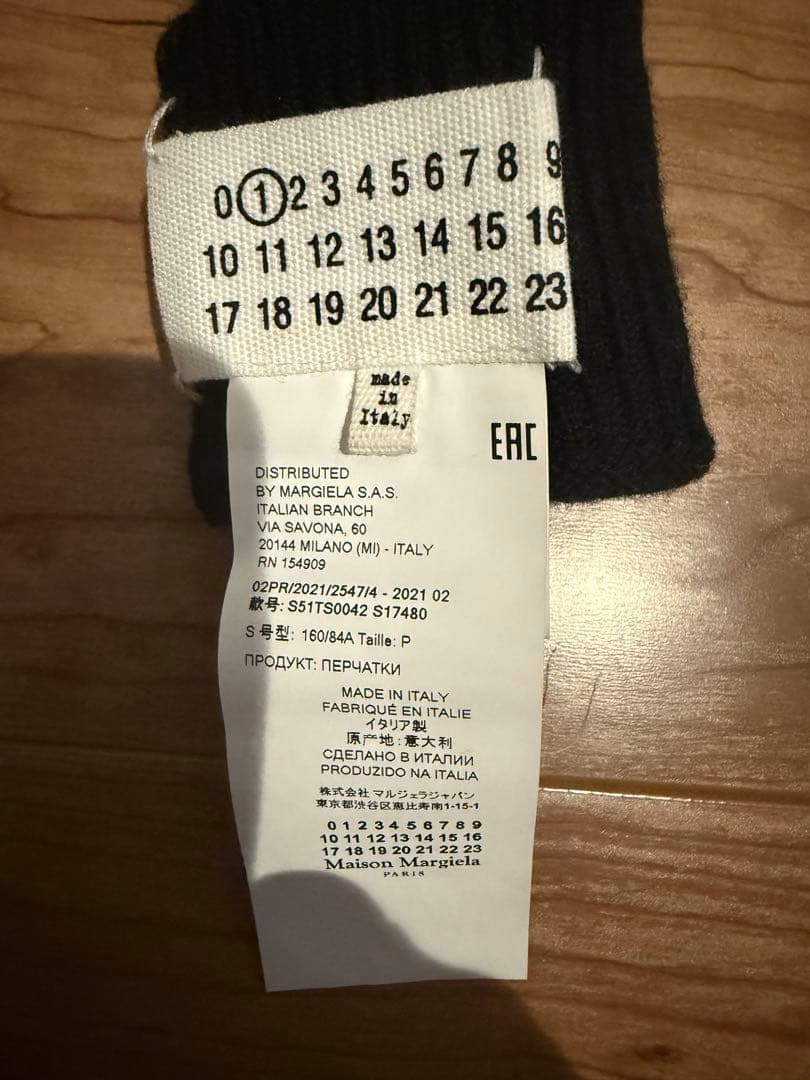 0 1 2 3 4 5 6 7 8 9
10 11 12 13 14 15 16
17 18 19 20 21 22 23
made
in
Italy
EAC
DISTRIBUTED
BY MARGIELA S.A.S.
ITALIAN BRANCH
VIA SAVONA, 60
20144 MILANO (MI) - ITALY
RN 154909
02PR/2021/2547/4 - 2021 02
款号: S51TS0042 S17480
S 号型: 160/84A Taille: P
ПРОДУКТ: ПЕРЧАТКИ
MADE IN ITALY
FABRIQUÉ EN ITALIE
イタリア製
原产地:意大利
СДЕЛАНО В ИТАЛИИ
PRODUZIDO NA ITALIA
株式会社 マルジェラジャパン
東京都渋谷区恵比寿南1-15-1
0 1 2 3 4 5 6 7 8 9
10 11 12 13 14 15 16
17 18 19 20 21 22 23
Maison Margiela
PARIS